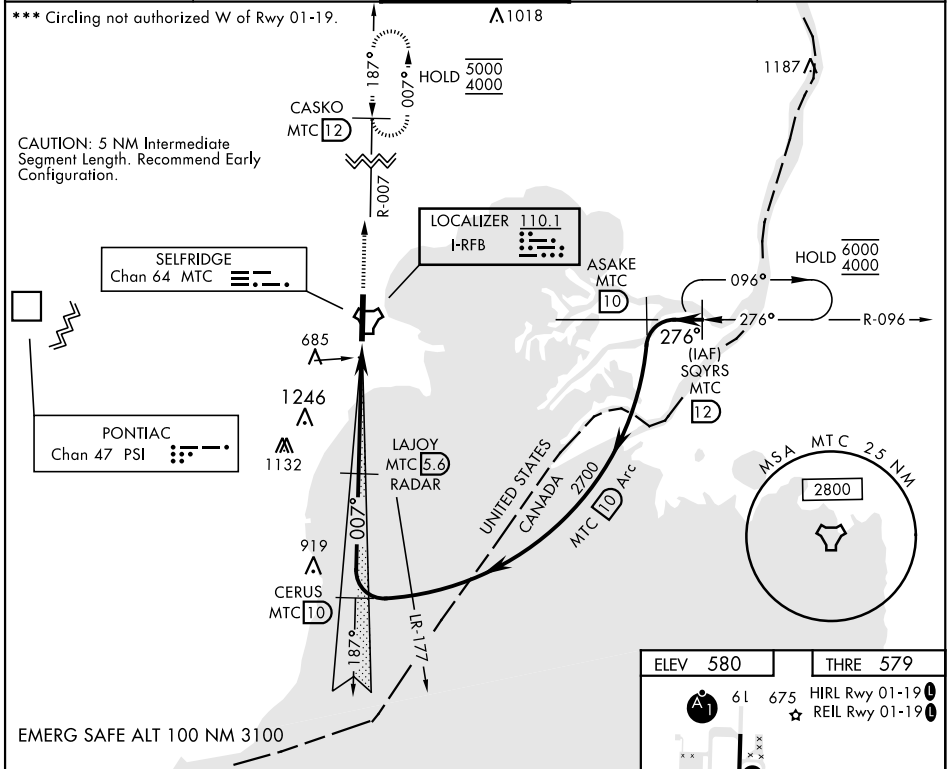 *** Circling not authorized W of Rwy 01-19.
1018
1187
187°
007°
HOLD 5000
4000
CASKO
MTC 12
CAUTION: 5 NM Intermediate
Segment Length. Recommend Early
Configuration.
R-007
LOCALIZER 110.1
I-RFB
SELFRIDGE
Chan 64 MTC
ASAKE
MTC
10
HOLD 6000
4000
096°
276°
R-096
276°
(IAF)
SQYRS
MTC
12
685
1246
1132
PONTIAC
Chan 47 PSI
LAJOY
MTC 5.6
RADAR
UNITED STATES
CANADA
2700
MTC 10 Arc
MSA MTC 25 NM
2800
007°
919
CERUS
MTC 10
187°
LR-177
ELEV 580
THRE 579
A1
61
675
HIRL Rwy 01-19 L
REIL Rwy 01-19 L
EMERG SAFE ALT 100 NM 3100